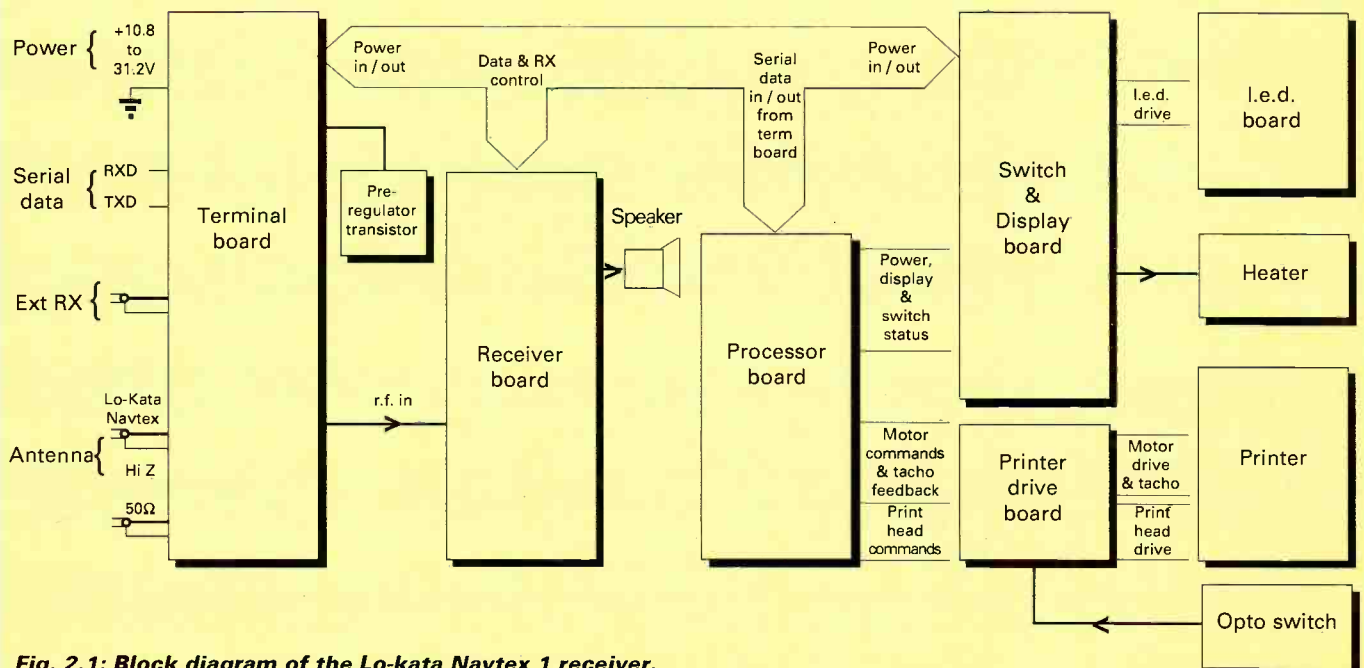 Power {
+10.8
to
31.2V
Serial
data {
RXD
TXD
Ext RX {
Antenna {
Lo-Kata
Navtex
Hi Z
50Ω
Terminal
board
Power
in / out
Data & RX
control
Serial
data
in / out
from
term
board
Power
in / out
Pre-
regulator
transistor
r.f. in
Receiver
board
Speaker
Processor
board
Power,
display
&
switch
status
Motor
commands
& tacho
feedback
Print
head
commands
Switch
&
Display
board
l.e.d.
drive
l.e.d.
board
Heater
Printer
drive
board
Motor
drive
& tacho
Print
head
drive
Printer
Opto switch
Fig. 2.1: Block diagram of the Lo-kata Navtex 1 receiver.